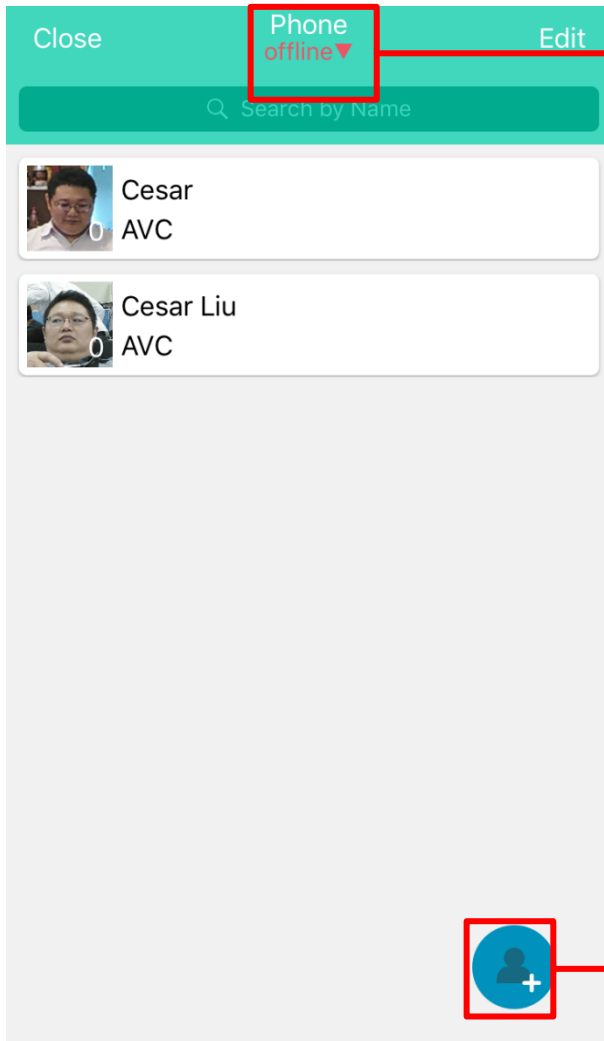 Close
Phone
Edit
offline▼
Search by Name
Cesar
0
AVC
Cesar Liu
0
AVC